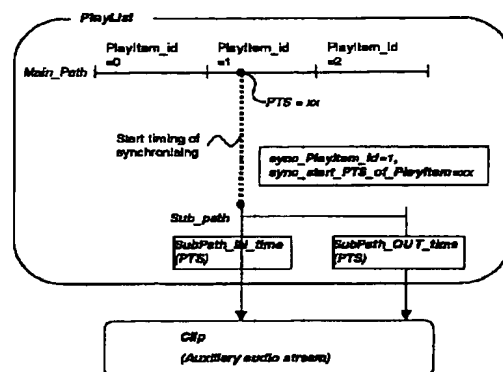 PlayList
PlayItem_id
=0
PlayItem_id
=1
PlayItem_id
=2
Main_Path
PTS = xx
Start timing of
synchronising
sync_PlayItem_id=1,
sync_start_PTS_of_PlayItem=xx
Sub_path
SubPath_IN_time
(PTS)
SubPath_OUT_time
(PTS)
Clip
(Auxiliary audio stream)